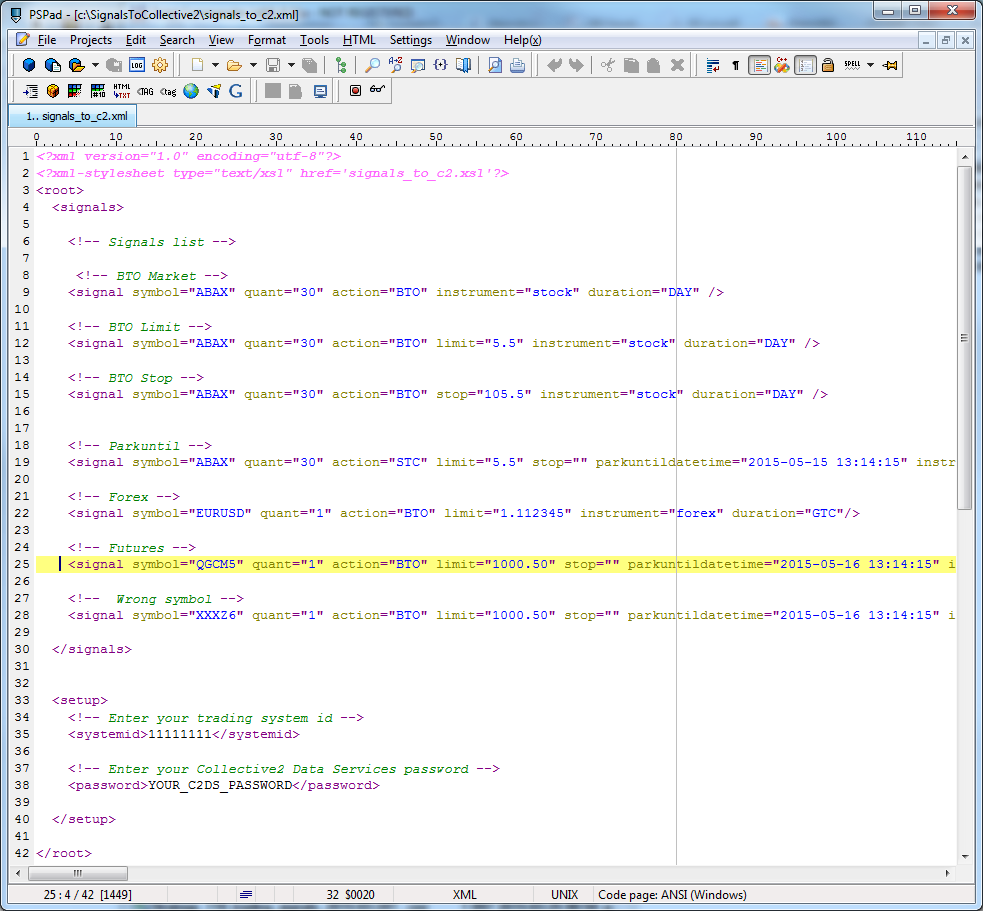 PSPad - [c:\SignalsToCollective2\signals_to_c2.xml]
File Projects Edit Search View Format Tools HTML Settings Window Help(x)
LOG A-Z SPELL
#10 HTML TXT TAG tag G
1.. signals_to_c2.xml
0 10 20 30 40 50 60 70 80 90 100 110
1 <?xml version="1.0" encoding="utf-8"?>
2 <?xml-stylesheet type="text/xsl" href='signals_to_c2.xsl'?>
3 <root>
4 <signals>
5
6 <!-- Signals list -->
7
8 <!-- BTO Market -->
9 <signal symbol="ABAX" quant="30" action="BTO" instrument="stock" duration="DAY" />
10
11 <!-- BTO Limit -->
12 <signal symbol="ABAX" quant="30" action="BTO" limit="5.5" instrument="stock" duration="DAY" />
13
14 <!-- BTO Stop -->
15 <signal symbol="ABAX" quant="30" action="BTO" stop="105.5" instrument="stock" duration="DAY" />
16
17
18 <!-- Parkuntil -->
19 <signal symbol="ABAX" quant="30" action="STC" limit="5.5" stop="" parkuntildatetime="2015-05-15 13:14:15" instr
20
21 <!-- Forex -->
22 <signal symbol="EURUSD" quant="1" action="BTO" limit="1.112345" instrument="forex" duration="GTC"/>
23
24 <!-- Futures -->
25 <signal symbol="QGCM5" quant="1" action="BTO" limit="1000.50" stop="" parkuntildatetime="2015-05-16 13:14:15" i
26
27 <!-- Wrong symbol -->
28 <signal symbol="XXXZ6" quant="1" action="BTO" limit="1000.50" stop="" parkuntildatetime="2015-05-16 13:14:15" i
29
30 </signals>
31
32
33 <setup>
34 <!-- Enter your trading system id -->
35 <systemid>11111111</systemid>
36
37 <!-- Enter your Collective2 Data Services password -->
38 <password>YOUR_C2DS_PASSWORD</password>
39
40 </setup>
41
42 </root>
25 : 4 / 42 [1449] 32 $0020 XML UNIX Code page: ANSI (Windows)